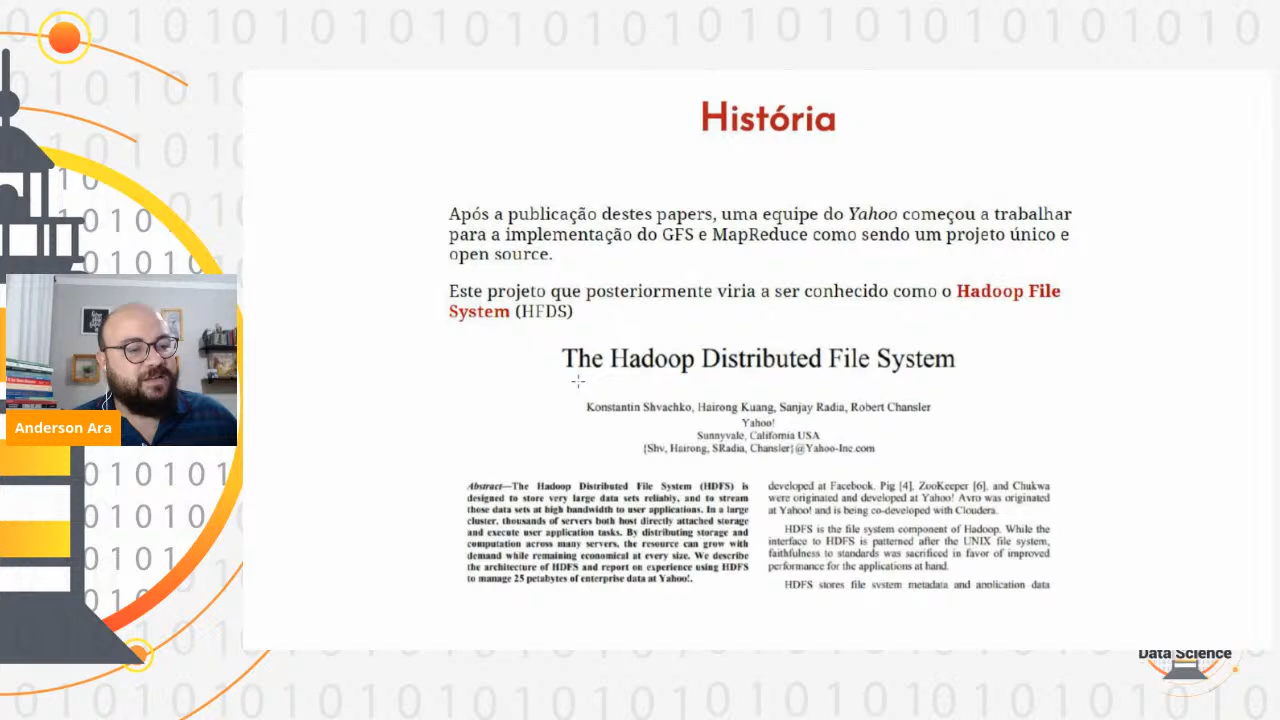 História
Após a publicação destes papers, uma equipe do Yahoo começou a trabalhar
para a implementação do GFS e MapReduce como sendo um projeto único e
open source.
Este projeto que posteriormente viria a ser conhecido como o Hadoop File
System (HFDS)
The Hadoop Distributed File System
Konstantin Shvachko, Hairong Kuang, Sanjay Radia, Robert Chansler
Yahoo!
Sunnyvale, California USA
{Shv, Hairong, SRadia, Chansler}@Yahoo-Inc.com
Abstract—The Hadoop Distributed File System (HDFS) is
designed to store very large data sets reliably, and to stream
those data sets at high bandwidth to user applications. In a large
cluster, thousands of servers both host directly attached storage
and execute user application tasks. By distributing storage and
computation across many servers, the resource can grow with
demand while remaining economical at every size. We describe
the architecture of HDFS and report on experience using HDFS
to manage 25 petabytes of enterprise data at Yahoo!.
developed at Facebook. Pig [4], ZooKeeper [6], and Chukwa
were originated and developed at Yahoo! Avro was originated
at Yahoo! and is being co-developed with Cloudera.
HDFS is the file system component of Hadoop. While the
interface to HDFS is patterned after the UNIX file system,
faithfulness to standards was sacrificed in favor of improved
performance for the applications at hand.
HDFS stores file system metadata and application data
Anderson Ara
Data Science